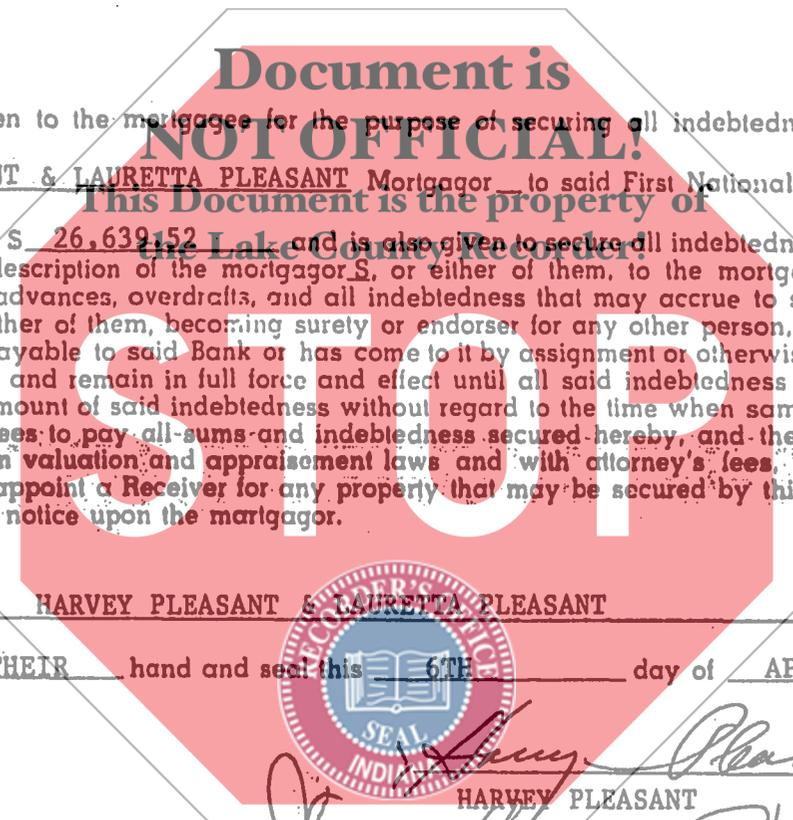 Document is
en to the mortgagee for the purpose of securing all indebtedn
NOT OFFICIAL!
T & LAURETTA PLEASANT Mortgagor__to said First National
This Document is the property of
S 26,639.52 and is also given to secure all indebtedn
the Lake County Recorder!
description of the mortgagor S, or either of them, to the mortg
advances, overdrafts, and all indebtedness that may accrue to s
ther of them, becoming surety or endorser for any other person,
ayable to said Bank or has come to it by assignment or otherwis
and remain in full force and effect until all said indebtedness
mount of said indebtedness without regard to the time when sam
ees to pay all sums and indebtedness secured hereby, and the
n valuation and appraisement laws and with attorney's fees,
appoint a Receiver for any property that may be secured by thi
notice upon the martgagor.
STOP
HARVEY PLEASANT & LAURETTA PLEASANT
HEIR hand and seal this 6TH day of AP
RECORDER'S OFFICE
SEAL
INDIANA
Harvey Plea
HARVEY PLEASANT